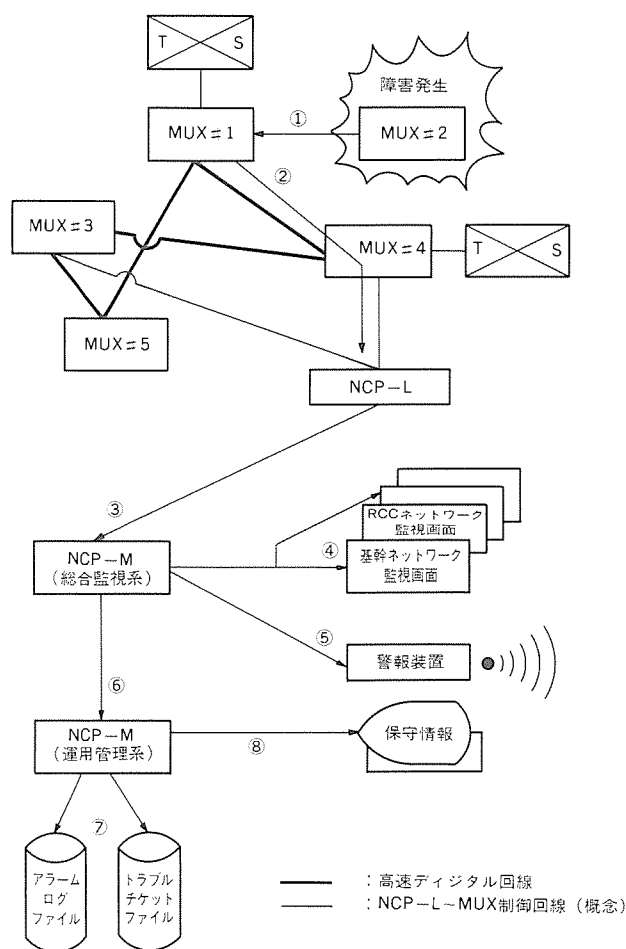 T S
障害発生
MUX♯1
①
MUX♯2
②
MUX♯3
MUX♯4
T S
MUX♯5
NCP-L
③
RCCネットワーク
監視画面
NCP-M
(総合監視系)
④
基幹ネットワーク
監視画面
⑤
警報装置
⑥
NCP-M
(運用管理系)
⑧
保守情報
⑦
アラーム
ログ
ファイル
トラブル
チケット
ファイル
:高速ディジタル回線
:NCP-L~MUX制御回線(概念)